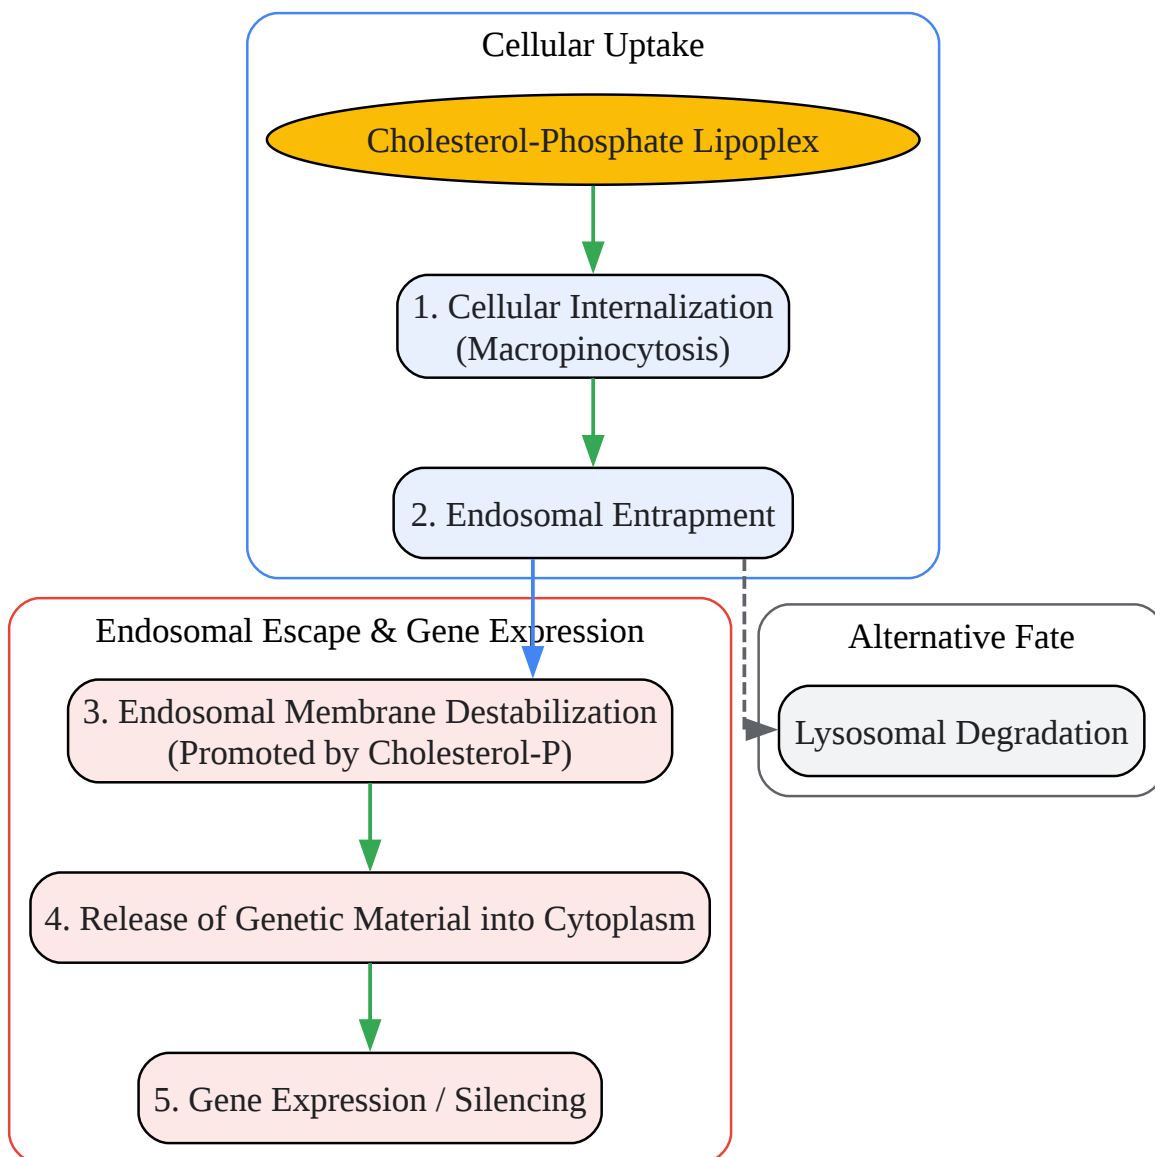 Cellular Uptake
Cholesterol-Phosphate Lipoplex
1. Cellular Internalization
(Macropinocytosis)
2. Endosomal Entrapment
Endosomal Escape & Gene Expression
3. Endosomal Membrane Destabilization
(Promoted by Cholesterol-P)
4. Release of Genetic Material into Cytoplasm
5. Gene Expression / Silencing
Alternative Fate
Lysosomal Degradation